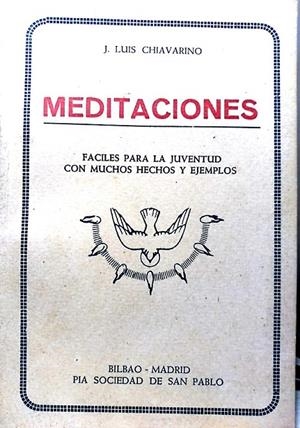 J. LUIS CHIAVARINO
MEDITACIONES
FACILES PARA LA JUVENTUD
CON MUCHOS HECHOS Y EJEMPLOS
BILBAO - MADRID
PIA SOCIEDAD DE SAN PABLO